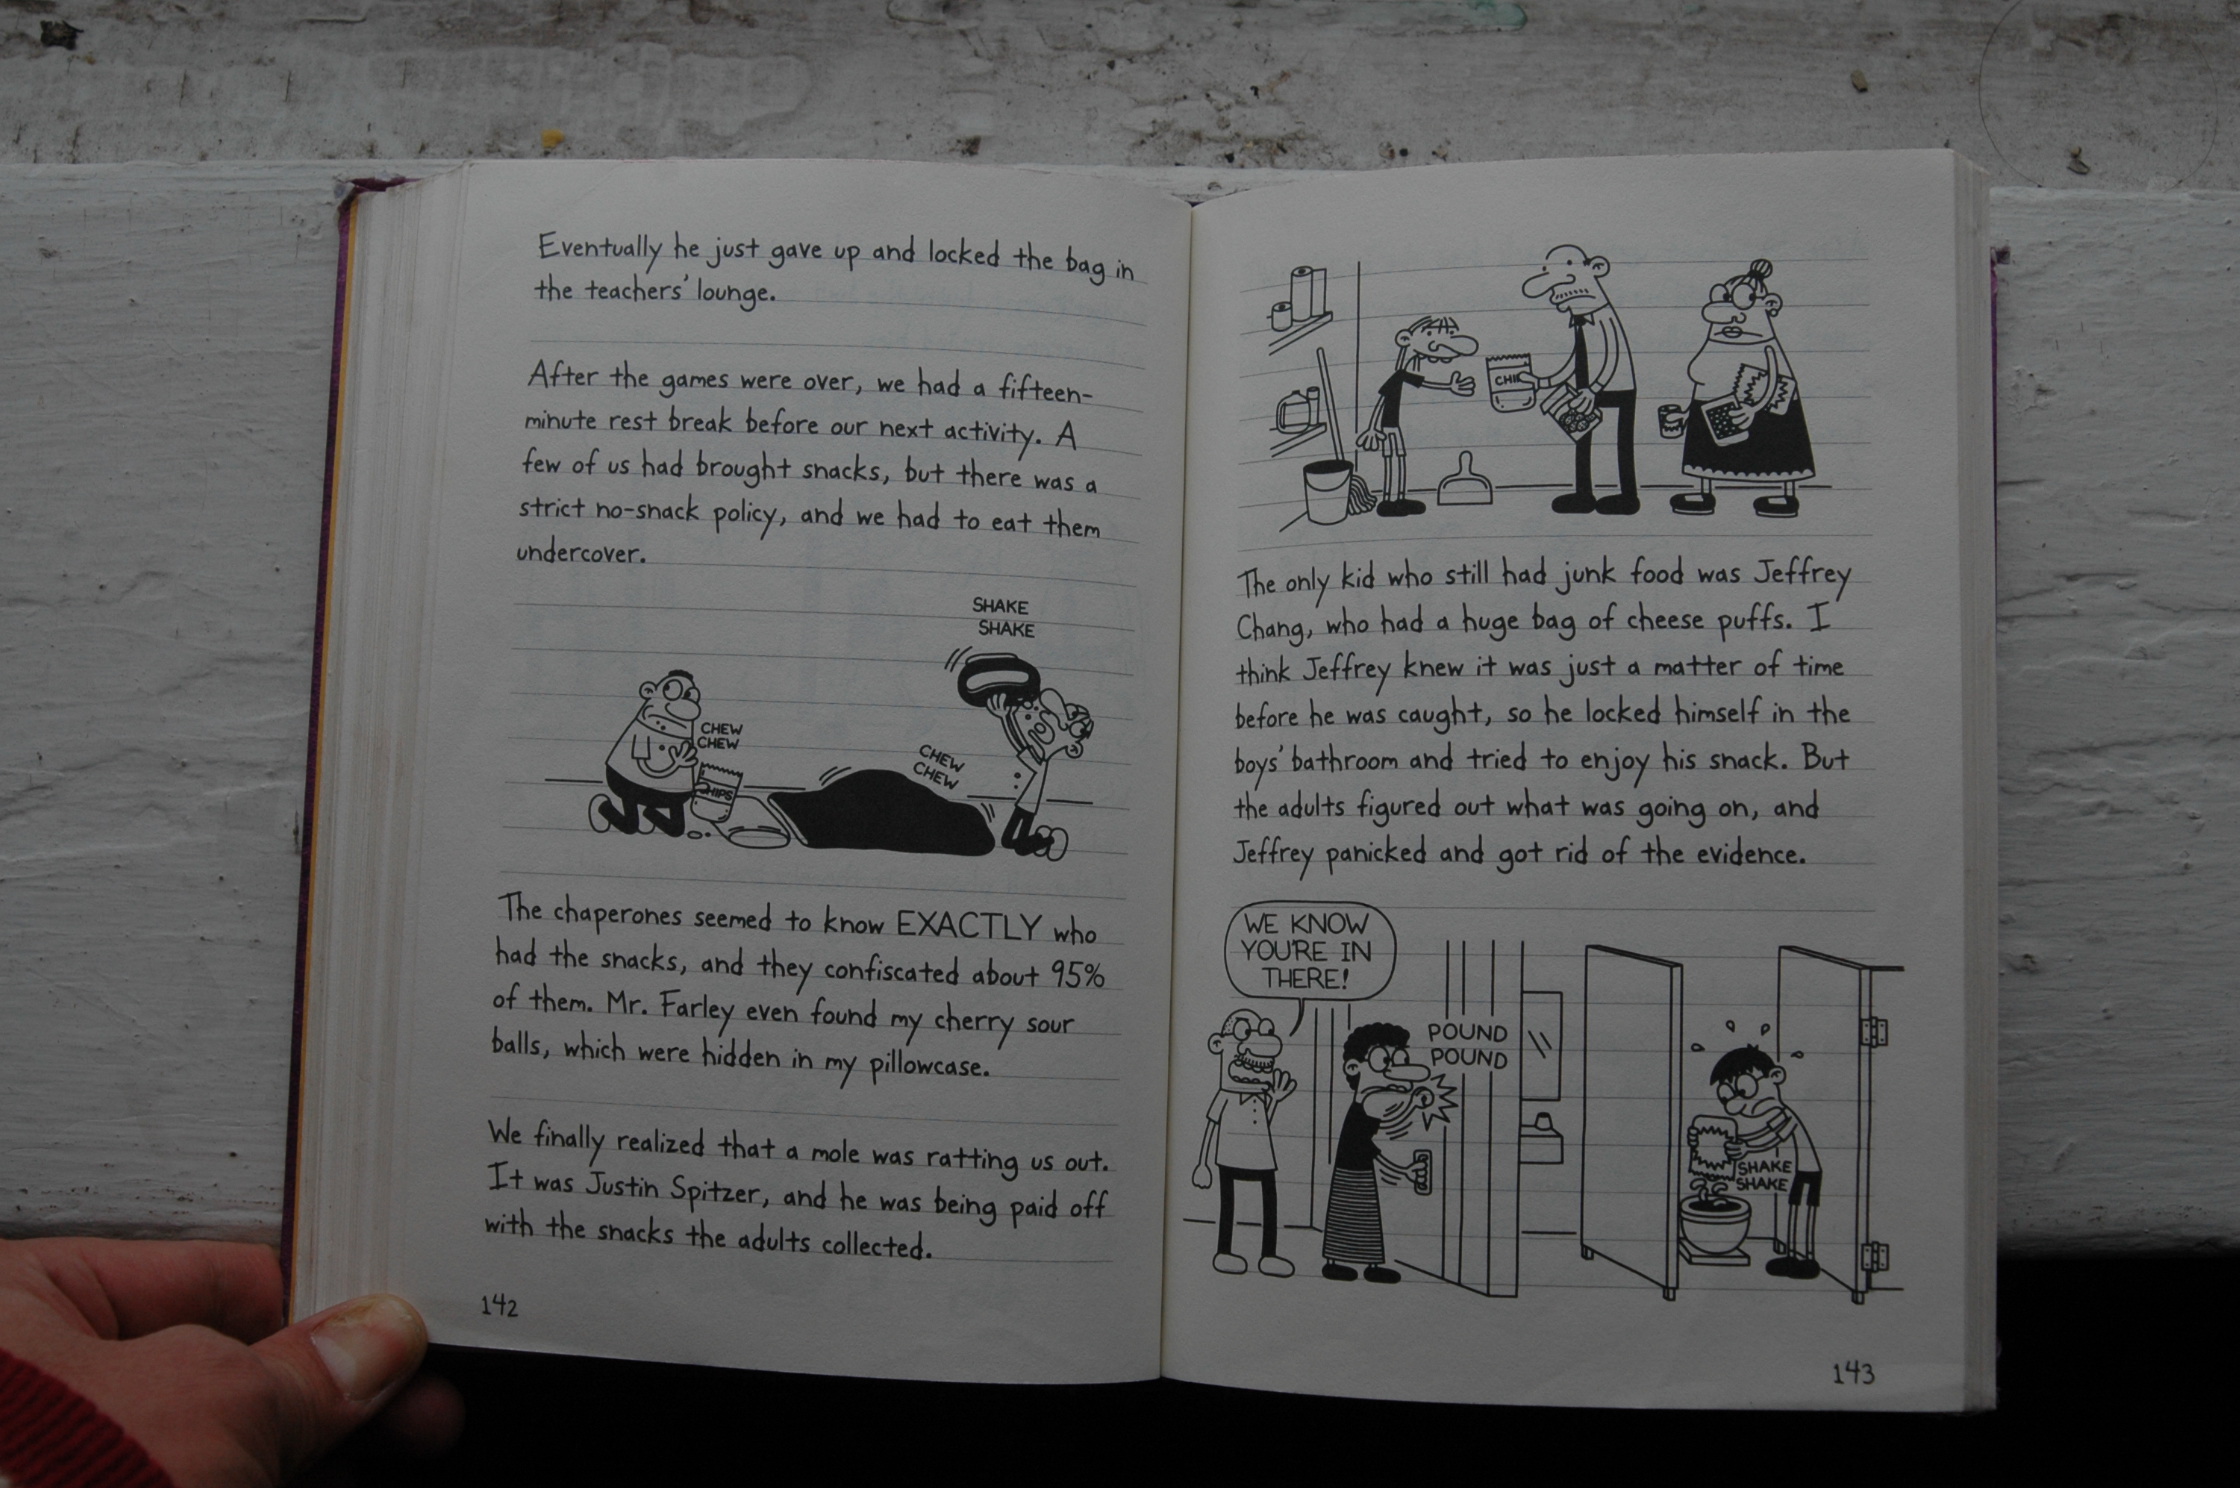 Eventually he just gave up and locked the bag in
the teachers' lounge.
After the games were over, we had a fifteen-
minute rest break before our next activity. A
few of us had brought snacks, but there was a
strict no-snack policy, and we had to eat them
undercover.
SHAKE
SHAKE
CHEW
CHEW
CHIPS
CHEW
CHEW
The chaperones seemed to know EXACTLY who
had the snacks, and they confiscated about 95%
of them. Mr. Farley even found my cherry sour
balls, which were hidden in my pillowcase.
We finally realized that a mole was ratting us out.
It was Justin Spitzer, and he was being paid off
with the snacks the adults collected.
142
CHI
The only kid who still had junk food was Jeffrey
Chang, who had a huge bag of cheese puffs. I
think Jeffrey knew it was just a matter of time
before he was caught, so he locked himself in the
boys' bathroom and tried to enjoy his snack. But
the adults figured out what was going on, and
Jeffrey panicked and got rid of the evidence.
WE KNOW
YOU'RE IN
THERE!
POUND
POUND
SHAKE
SHAKE
143